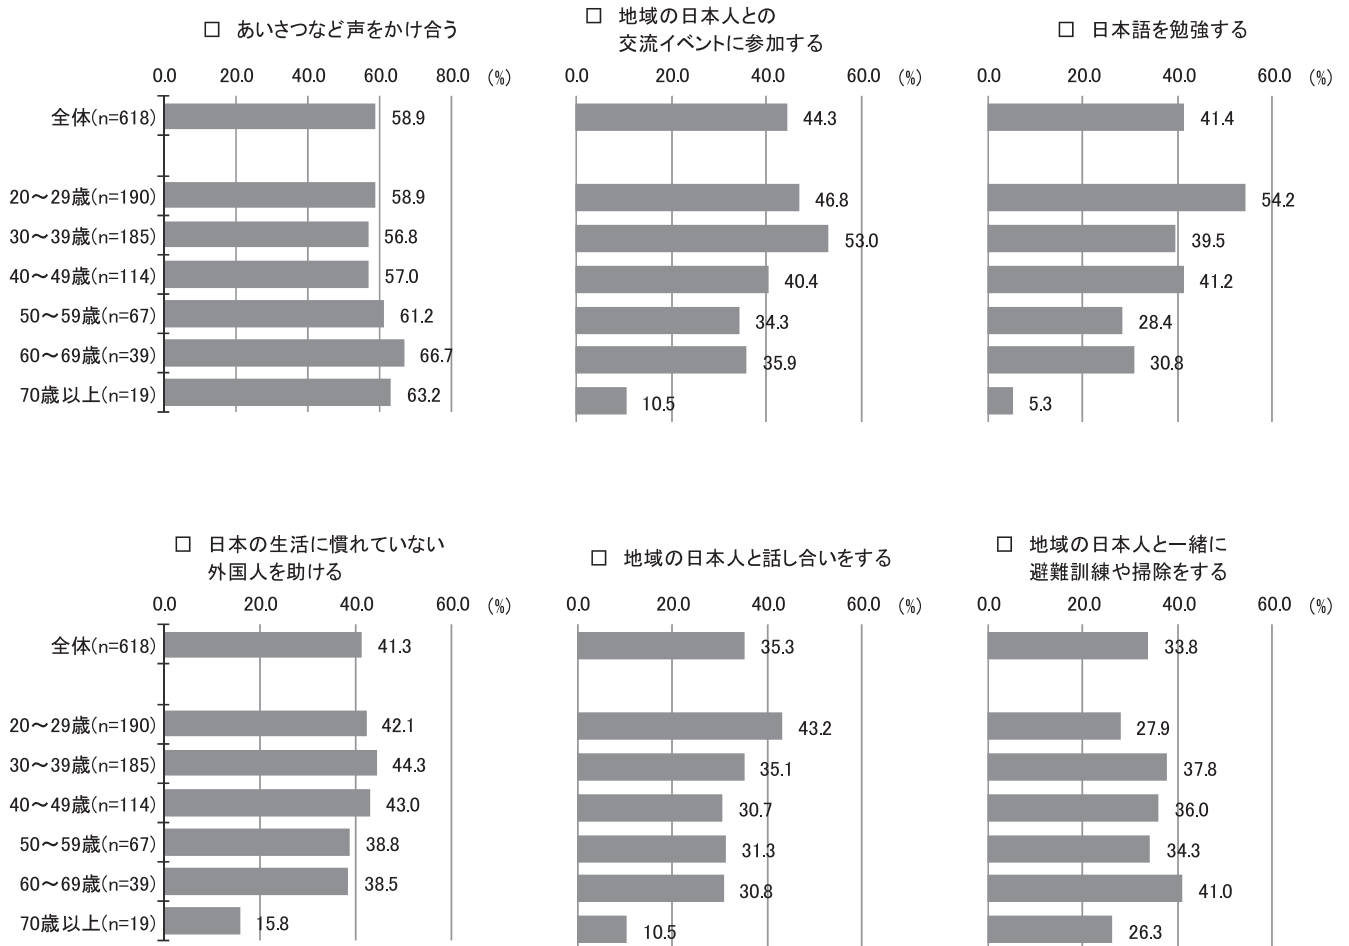 □ あいさつなど声をかけ合う
0.0 20.0 40.0 60.0 80.0 (%)
全体(n=618) 58.9
20～29歳(n=190) 58.9
30～39歳(n=185) 56.8
40～49歳(n=114) 57.0
50～59歳(n=67) 61.2
60～69歳(n=39) 66.7
70歳以上(n=19) 63.2
□ 地域の日本人との
交流イベントに参加する
0.0 20.0 40.0 60.0 (%)
44.3
46.8
53.0
40.4
34.3
35.9
10.5
□ 日本語を勉強する
0.0 20.0 40.0 60.0 (%)
41.4
54.2
39.5
41.2
28.4
30.8
5.3
□ 日本の生活に慣れていない
外国人を助ける
0.0 20.0 40.0 60.0 (%)
全体(n=618) 41.3
20～29歳(n=190) 42.1
30～39歳(n=185) 44.3
40～49歳(n=114) 43.0
50～59歳(n=67) 38.8
60～69歳(n=39) 38.5
70歳以上(n=19) 15.8
□ 地域の日本人と話し合いをする
0.0 20.0 40.0 60.0 (%)
35.3
43.2
35.1
30.7
31.3
30.8
10.5
□ 地域の日本人と一緒に
避難訓練や掃除をする
0.0 20.0 40.0 60.0 (%)
33.8
27.9
37.8
36.0
34.3
41.0
26.3